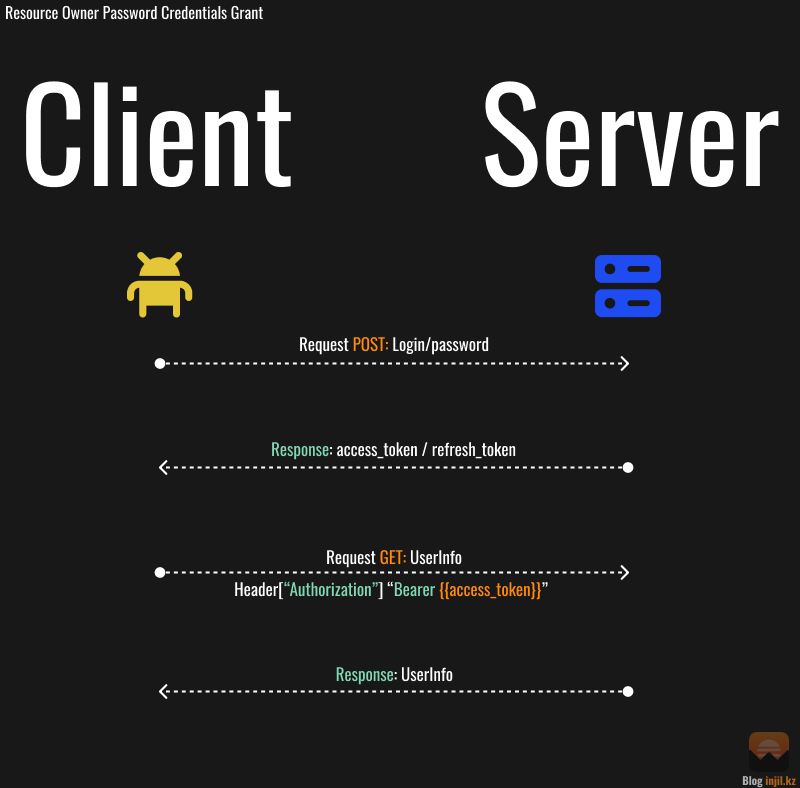 Resource Owner Password Credentials Grant
Client Server
Request POST: Login/password
Response: access_token / refresh_token
Request GET: UserInfo
Header[“Authorization”] “Bearer {{access_token}}”
Response: UserInfo
Blog injil.kz